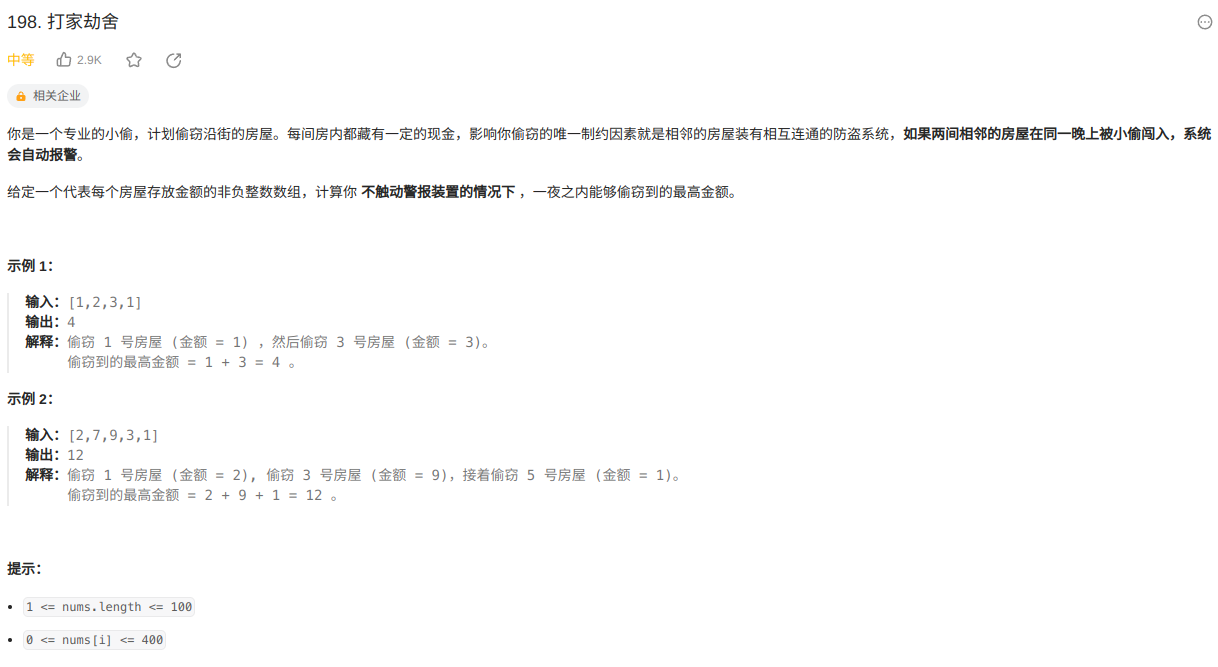 198. 打家劫舍
中等 2.9K
相关企业
你是一个专业的小偷，计划偷窃沿街的房屋。每间房内都藏有一定的现金，影响你偷窃的唯一制约因素就是相邻的房屋装有相互连通的防盗系统，如果两间相邻的房屋在同一晚上被小偷闯入，系统
会自动报警。
给定一个代表每个房屋存放金额的非负整数数组，计算你 不触动警报装置的情况下 ，一夜之内能够偷窃到的最高金额。
示例 1：
输入：[1,2,3,1]
输出：4
解释：偷窃 1 号房屋 (金额 = 1) ，然后偷窃 3 号房屋 (金额 = 3)。
偷窃到的最高金额 = 1 + 3 = 4 。
示例 2：
输入：[2,7,9,3,1]
输出：12
解释：偷窃 1 号房屋 (金额 = 2), 偷窃 3 号房屋 (金额 = 9)，接着偷窃 5 号房屋 (金额 = 1)。
偷窃到的最高金额 = 2 + 9 + 1 = 12 。
提示：
• 1 <= nums.length <= 100
• 0 <= nums[i] <= 400